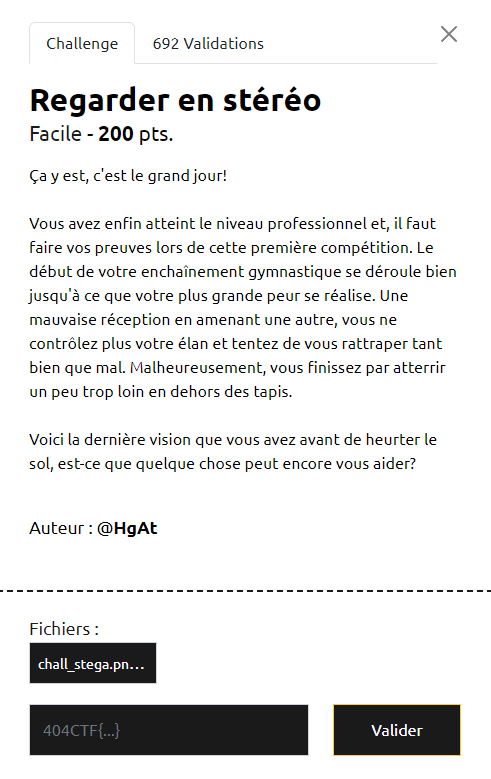 Challenge
692 Validations
Regarder en stéréo
Facile - 200 pts.
Ça y est, c'est le grand jour!
Vous avez enfin atteint le niveau professionnel et, il faut
faire vos preuves lors de cette première compétition. Le
début de votre enchaînement gymnastique se déroule bien
jusqu'à ce que votre plus grande peur se réalise. Une
mauvaise réception en amenant une autre, vous ne
contrôlez plus votre élan et tentez de vous rattraper tant
bien que mal. Malheureusement, vous finissez par atterrir
un peu trop loin en dehors des tapis.
Voici la dernière vision que vous avez avant de heurter le
sol, est-ce que quelque chose peut encore vous aider?
Auteur : @HgAt
Fichiers :
chall_stega.pn...
404CTF{...}
Valider